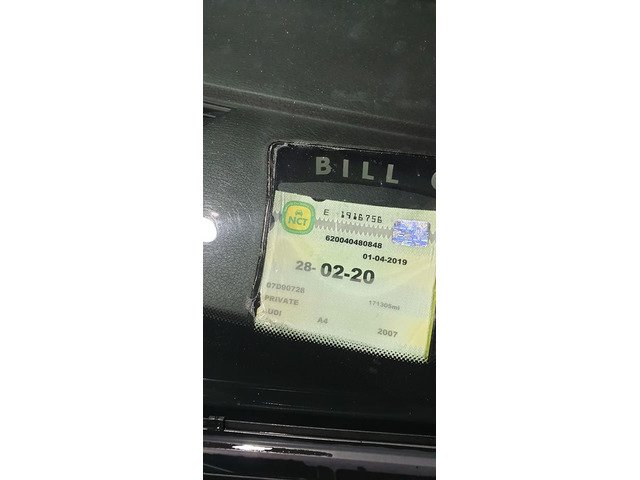 BILL
NCT
E 1916756
620040480848
01-04-2019
28-02-20
07D90728
PRIVATE 171305mi
AUDI A4 2007